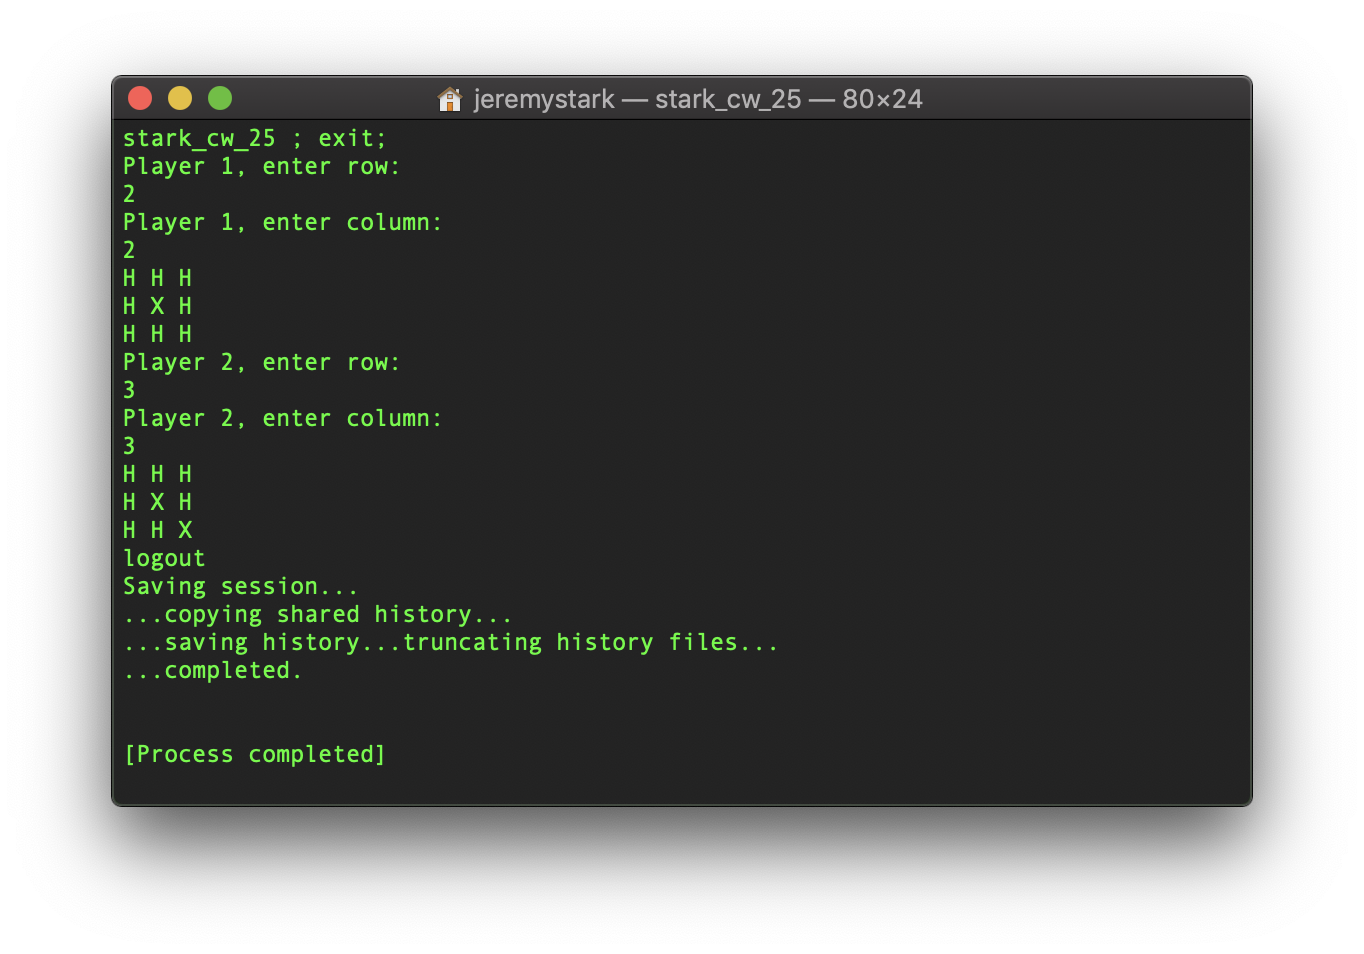 jeremystark — stark_cw_25 — 80×24
stark_cw_25 ; exit;
Player 1, enter row:
2
Player 1, enter column:
2
H H H
H X H
H H H
Player 2, enter row:
3
Player 2, enter column:
3
H H H
H X H
H H X
logout
Saving session...
...copying shared history...
...saving history...truncating history files...
...completed.
[Process completed]